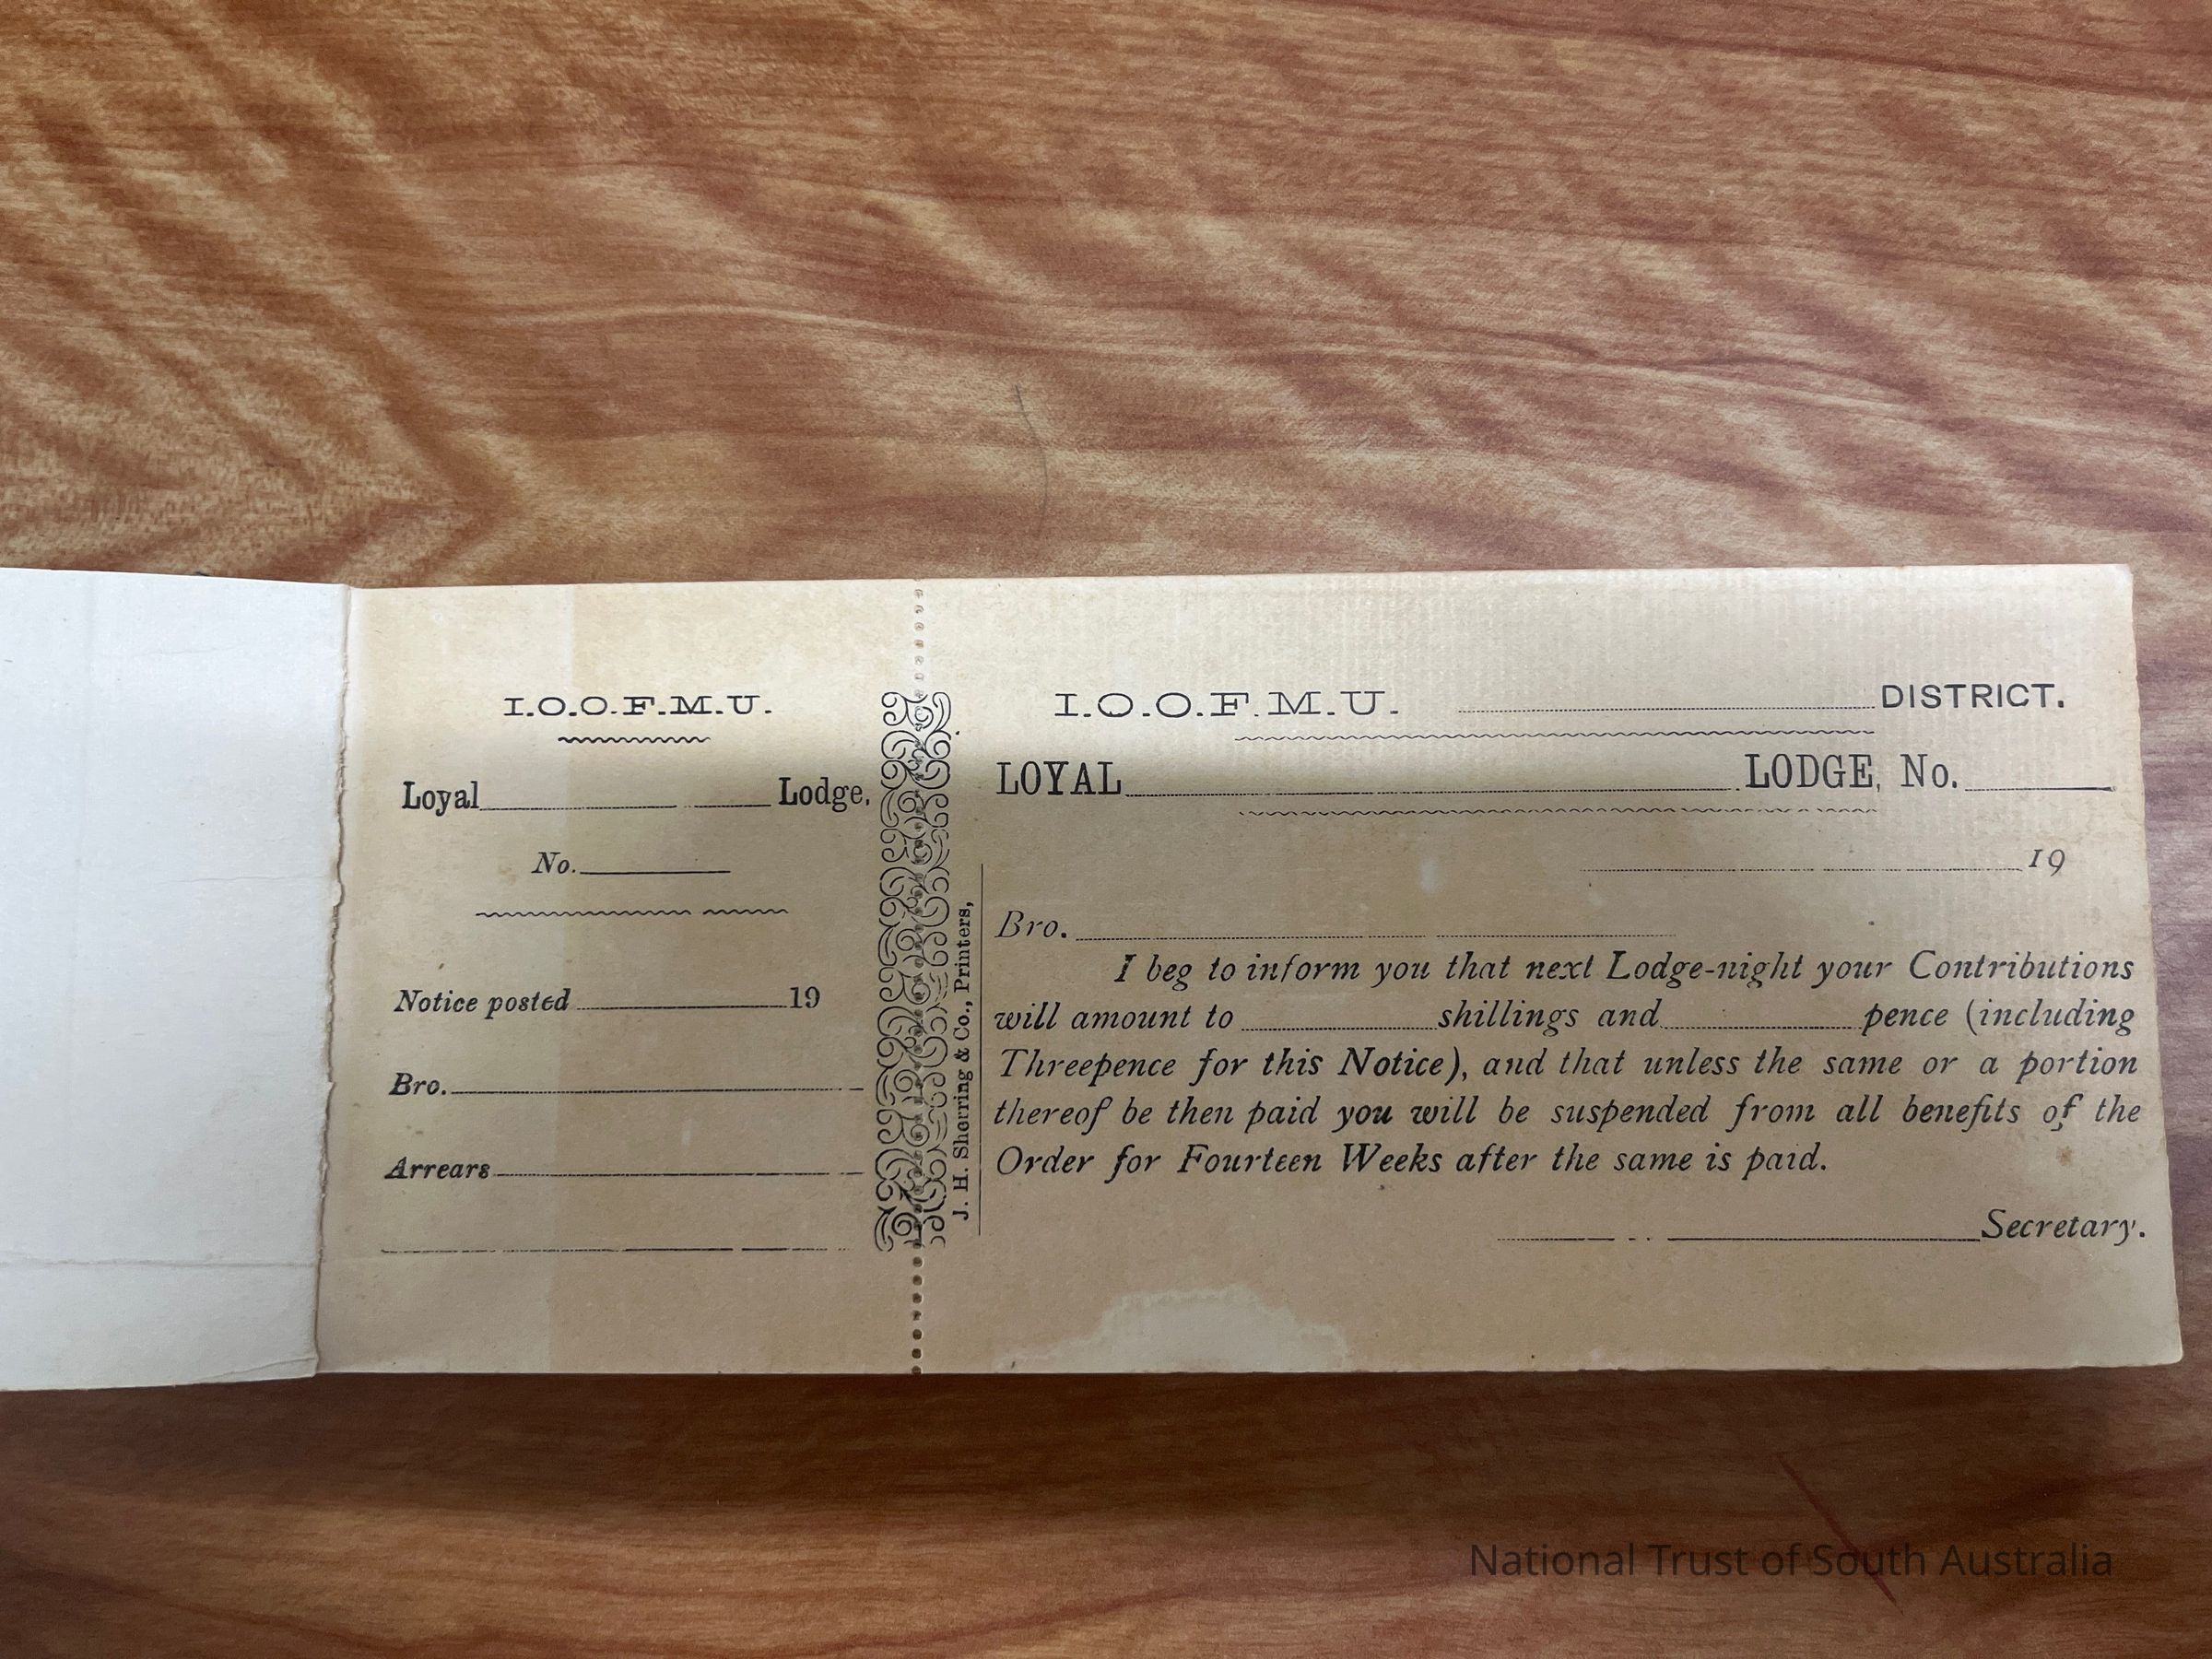 I.O.O.F.M.U.
Loyal Lodge.
No.
Notice posted 19
Bro.
Arrears
J. H. Sherring & Co., Printers,
I.O.O.F.M.U. DISTRICT.
LOYAL LODGE, No.
19
Bro.
I beg to inform you that next Lodge-night your Contributions
will amount to shillings and pence (including
Threepence for this Notice), and that unless the same or a portion
thereof be then paid you will be suspended from all benefits of the
Order for Fourteen Weeks after the same is paid.
Secretary.
National Trust of South Australia